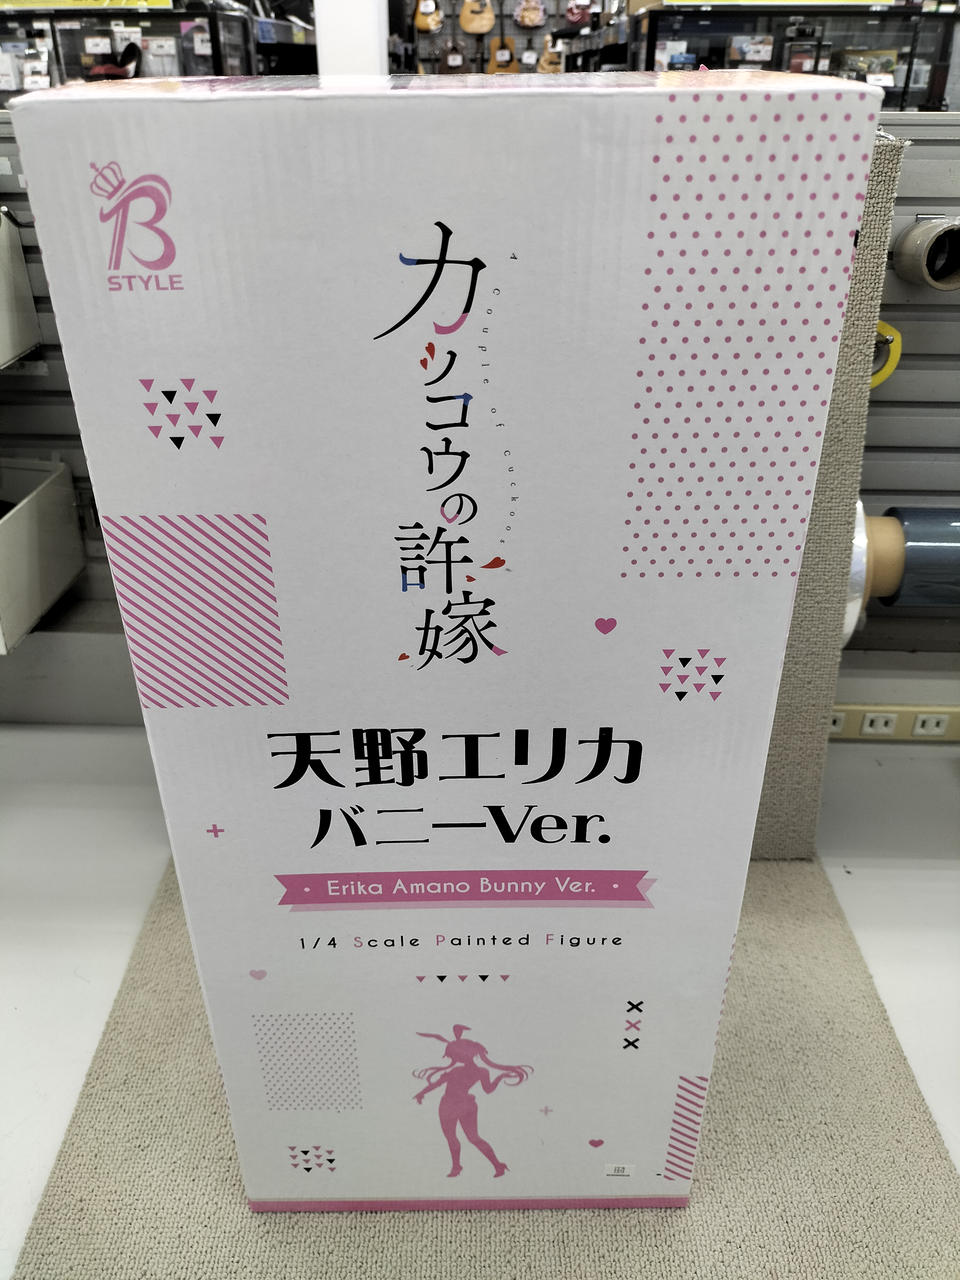 B
STYLE
カッコウの許嫁
A couple of cuckoos
天野エリカ
バニーVer.
Erika Amano Bunny Ver.
1/4 Scale Painted Figure